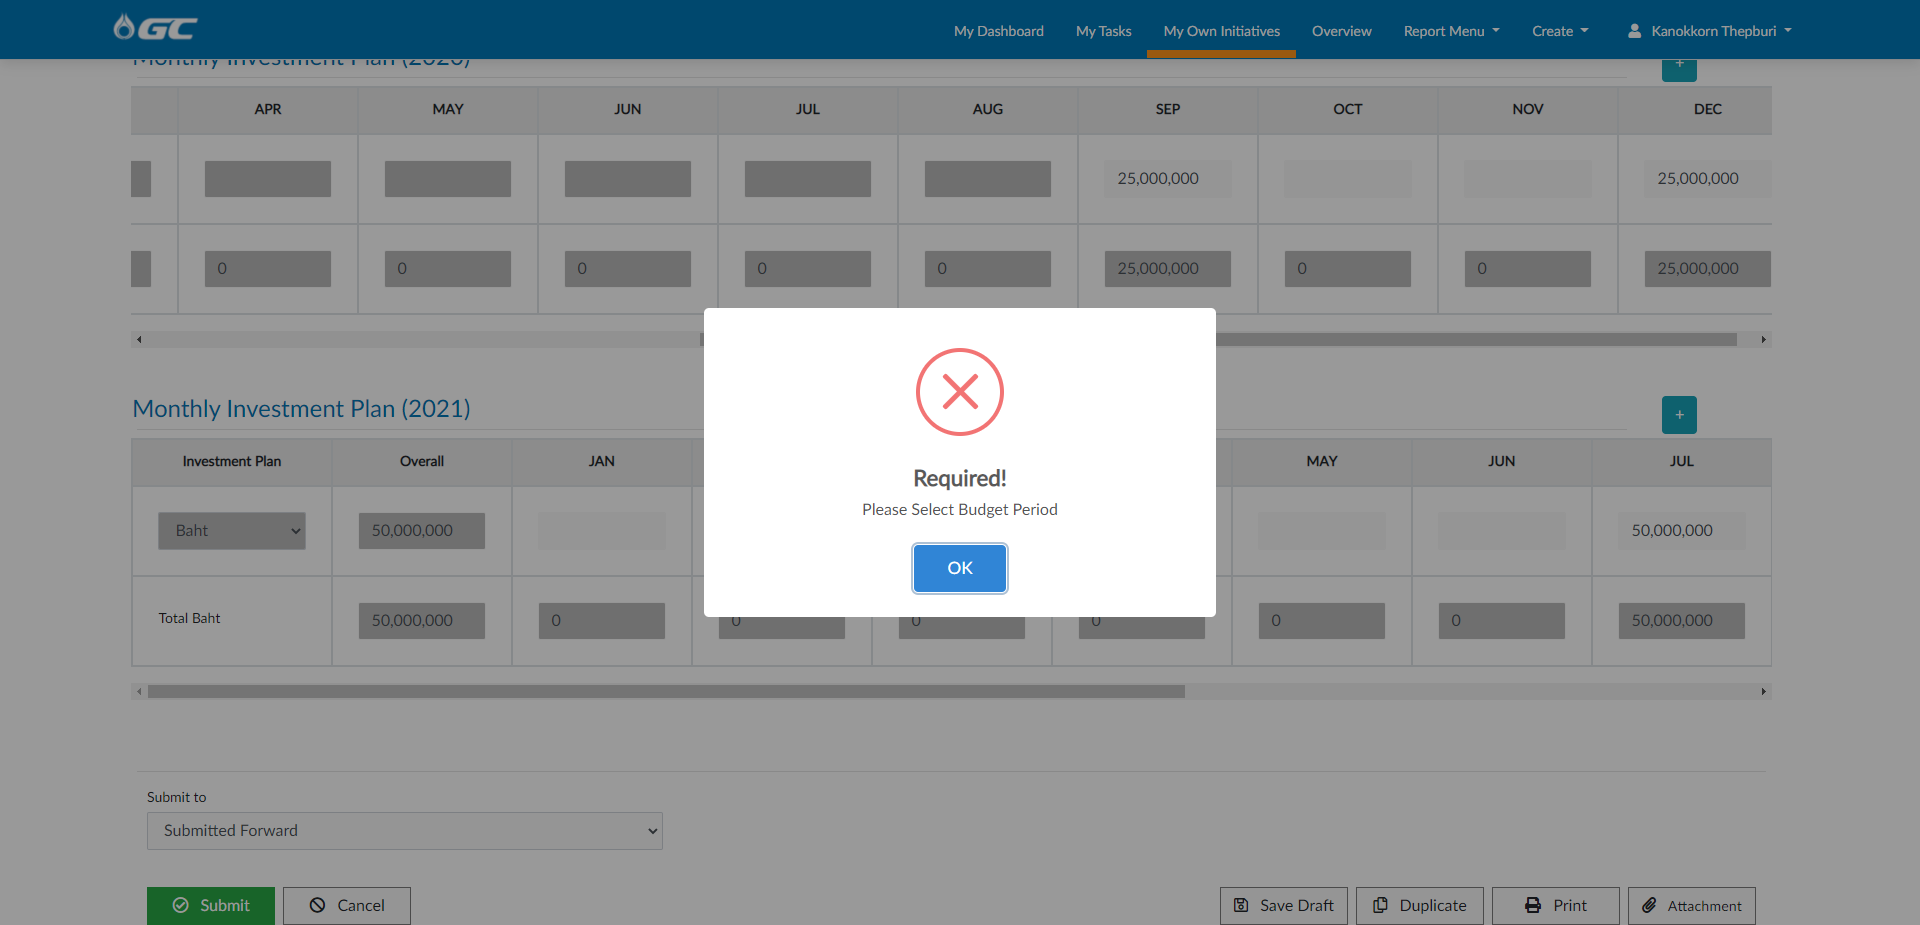 GC
My Dashboard My Tasks My Own Initiatives Overview Report Menu Create Kanokkorn Thepburi
Monthly Investment Plan (2020)
+
APR MAY JUN JUL AUG SEP OCT NOV DEC
25,000,000 25,000,000
0 0 0 0 0 25,000,000 0 0 25,000,000
Monthly Investment Plan (2021)
+
Investment Plan Overall JAN MAY JUN JUL
Baht 50,000,000 50,000,000
Total Baht 50,000,000 0 0 0 0 0 0 50,000,000
Required!
Please Select Budget Period
OK
Submit to
Submitted Forward
Submit Cancel Save Draft Duplicate Print Attachment